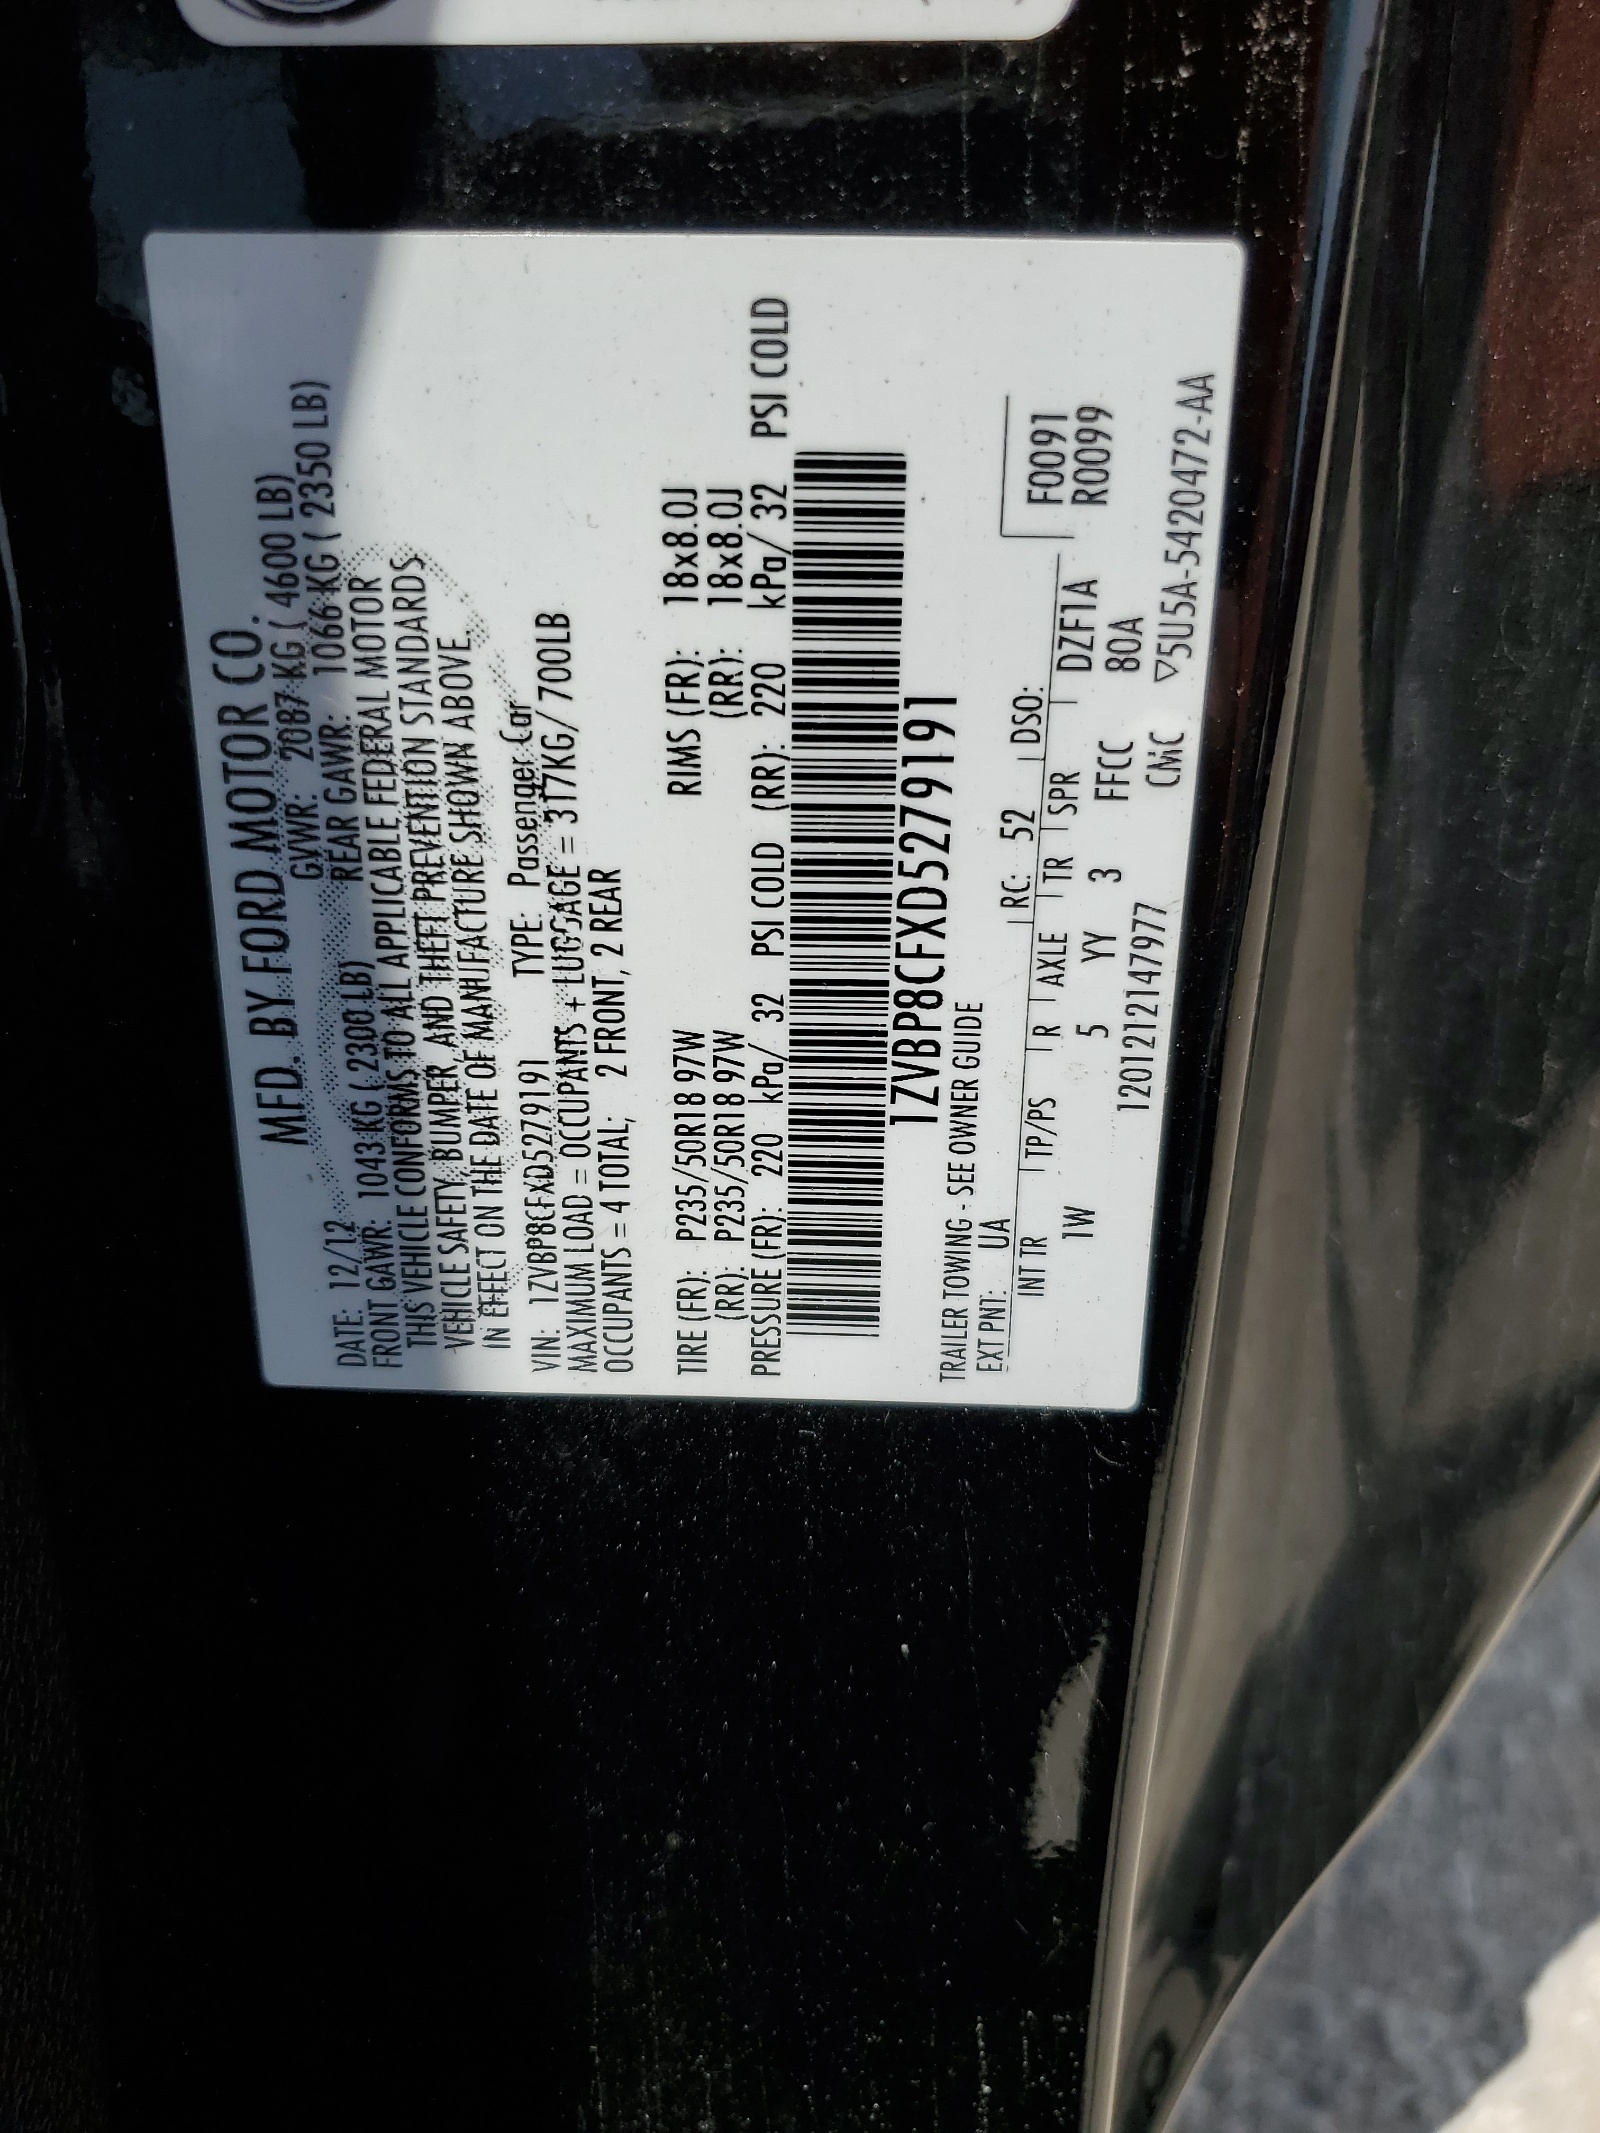 MFD. BY FORD MOTOR CO.
DATE: 12/12 GVWR: 2087 KG ( 4600 LB)
FRONT GAWR: 1043 KG ( 2300 LB) REAR GAWR: 1066 KG ( 2350 LB)
THIS VEHICLE CONFORMS TO ALL APPLICABLE FEDERAL MOTOR
VEHICLE SAFETY, BUMPER, AND THEFT PREVENTION STANDARDS
IN EFFECT ON THE DATE OF MANUFACTURE SHOWN ABOVE.
VIN: 1ZVBP8CFXD5279191 TYPE: Passenger Car
MAXIMUM LOAD = OCCUPANTS + LUGGAGE = 317KG/700LB
OCCUPANTS = 4 TOTAL; 2 FRONT, 2 REAR
TIRE (FR): P235/50R18 97W RIMS (FR): 18x8.0J
(RR): P235/50R18 97W (RR): 18x8.0J
PRESSURE (FR): 220 kPa/ 32 PSI COLD (RR): 220 kPa/ 32 PSI COLD
1ZVBP8CFXD5279191
TRAILER TOWING - SEE OWNER GUIDE
EXT PNT: UA RC: 52 DSO:
INT TR TP/PS R AXLE TR SPR DZF1A F0091
1W 5 YY 3 FFCC 80A R0099
1201212147977 CMC ▽5U5A-5420472-AA